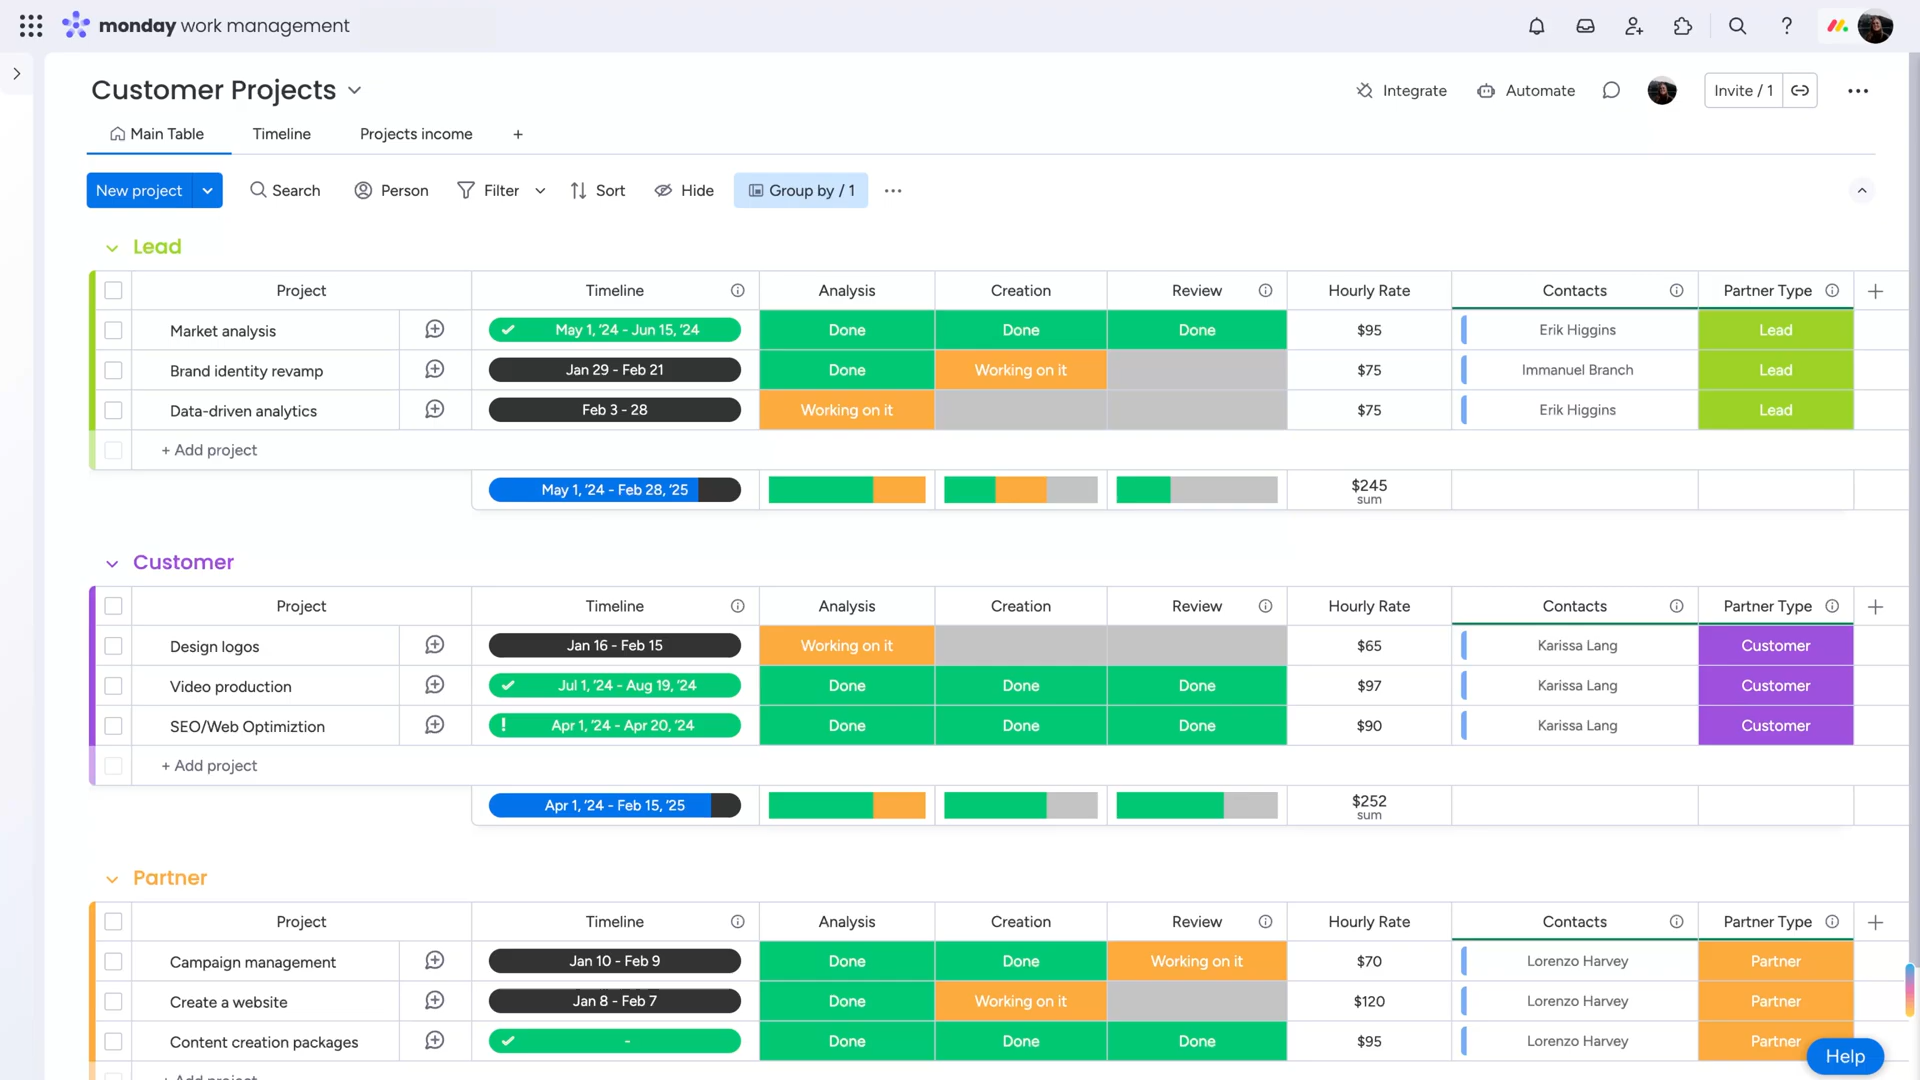 monday work management
Customer Projects
Integrate Automate Invite / 1
Main Table Timeline Projects income +
New project Search Person Filter Sort Hide Group by / 1
Lead
Project Timeline Analysis Creation Review Hourly Rate Contacts Partner Type
Market analysis May 1, '24 - Jun 15, '24 Done Done Done $95 Erik Higgins Lead
Brand identity revamp Jan 29 - Feb 21 Done Working on it $75 Immanuel Branch Lead
Data-driven analytics Feb 3 - 28 Working on it $75 Erik Higgins Lead
+ Add project
May 1, '24 - Feb 28, '25 $245
sum
Customer
Project Timeline Analysis Creation Review Hourly Rate Contacts Partner Type
Design logos Jan 16 - Feb 15 Working on it $65 Karissa Lang Customer
Video production Jul 1, '24 - Aug 19, '24 Done Done Done $97 Karissa Lang Customer
SEO/Web Optimiztion ! Apr 1, '24 - Apr 20, '24 Done Done Done $90 Karissa Lang Customer
+ Add project
Apr 1, '24 - Feb 15, '25 $252
sum
Partner
Project Timeline Analysis Creation Review Hourly Rate Contacts Partner Type
Campaign management Jan 10 - Feb 9 Done Done Working on it $70 Lorenzo Harvey Partner
Create a website Jan 8 - Feb 7 Done Working on it $120 Lorenzo Harvey Partner
Content creation packages - Done Done Done $95 Lorenzo Harvey Partner
+ Add project
Help